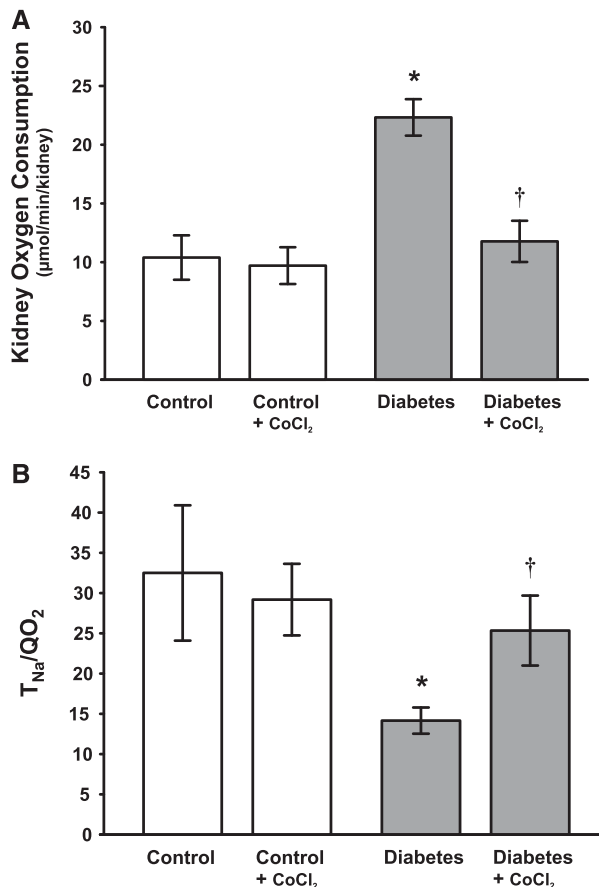 A
Kidney Oxygen Consumption
(µmol/min/kidney)
30
25
20
15
10
5
0
*
†
Control
Control
+ CoCl₂
Diabetes
Diabetes
+ CoCl₂
B
T_Na/QO₂
45
40
35
30
25
20
15
10
5
0
*
†
Control
Control
+ CoCl₂
Diabetes
Diabetes
+ CoCl₂